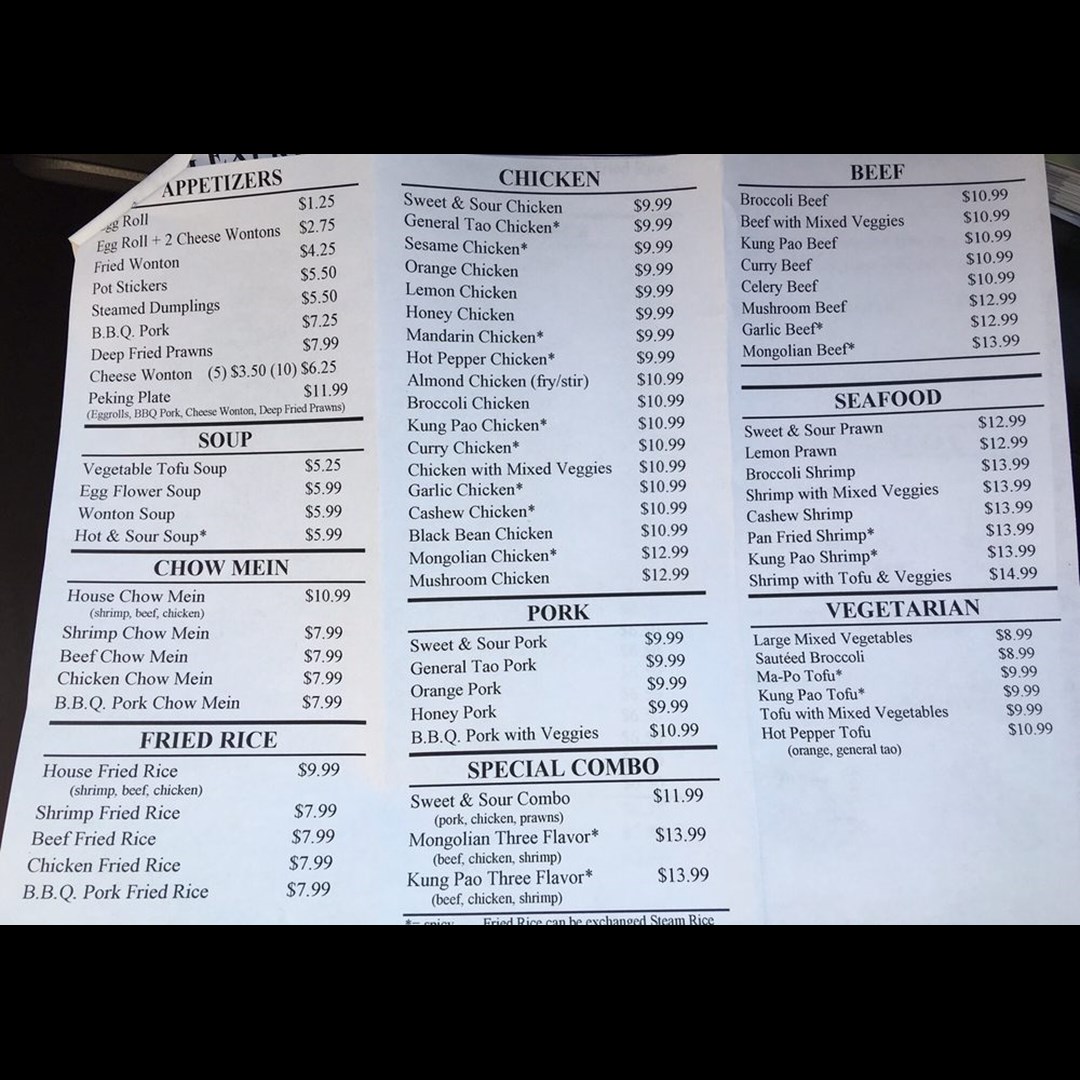 APPETIZERS
Roll $1.25
Egg Roll + 2 Cheese Wontons $2.75
Fried Wonton $4.25
Pot Stickers $5.50
Steamed Dumplings $5.50
B.B.Q. Pork $7.25
Deep Fried Prawns $7.99
Cheese Wonton (5) $3.50 (10) $6.25
Peking Plate $11.99
(Eggrolls, BBQ Pork, Cheese Wonton, Deep Fried Prawns)
SOUP
Vegetable Tofu Soup $5.25
Egg Flower Soup $5.99
Wonton Soup $5.99
Hot & Sour Soup* $5.99
CHOW MEIN
House Chow Mein $10.99
(shrimp, beef, chicken)
Shrimp Chow Mein $7.99
Beef Chow Mein $7.99
Chicken Chow Mein $7.99
B.B.Q. Pork Chow Mein $7.99
FRIED RICE
House Fried Rice $9.99
(shrimp, beef, chicken)
Shrimp Fried Rice $7.99
Beef Fried Rice $7.99
Chicken Fried Rice $7.99
B.B.Q. Pork Fried Rice $7.99
CHICKEN
Sweet & Sour Chicken $9.99
General Tao Chicken* $9.99
Sesame Chicken* $9.99
Orange Chicken $9.99
Lemon Chicken $9.99
Honey Chicken $9.99
Mandarin Chicken* $9.99
Hot Pepper Chicken* $9.99
Almond Chicken (fry/stir) $10.99
Broccoli Chicken $10.99
Kung Pao Chicken* $10.99
Curry Chicken* $10.99
Chicken with Mixed Veggies $10.99
Garlic Chicken* $10.99
Cashew Chicken* $10.99
Black Bean Chicken $10.99
Mongolian Chicken* $12.99
Mushroom Chicken $12.99
PORK
Sweet & Sour Pork $9.99
General Tao Pork $9.99
Orange Pork $9.99
Honey Pork $9.99
B.B.Q. Pork with Veggies $10.99
SPECIAL COMBO
Sweet & Sour Combo $11.99
(pork, chicken, prawns)
Mongolian Three Flavor* $13.99
(beef, chicken, shrimp)
Kung Pao Three Flavor* $13.99
(beef, chicken, shrimp)
*= spicy Fried Rice can be exchanged Steam Rice
BEEF
Broccoli Beef $10.99
Beef with Mixed Veggies $10.99
Kung Pao Beef $10.99
Curry Beef $10.99
Celery Beef $10.99
Mushroom Beef $12.99
Garlic Beef* $12.99
Mongolian Beef* $13.99
SEAFOOD
Sweet & Sour Prawn $12.99
Lemon Prawn $12.99
Broccoli Shrimp $13.99
Shrimp with Mixed Veggies $13.99
Cashew Shrimp $13.99
Pan Fried Shrimp* $13.99
Kung Pao Shrimp* $13.99
Shrimp with Tofu & Veggies $14.99
VEGETARIAN
Large Mixed Vegetables $8.99
Sautéed Broccoli $8.99
Ma-Po Tofu* $9.99
Kung Pao Tofu* $9.99
Tofu with Mixed Vegetables $9.99
Hot Pepper Tofu $10.99
(orange, general tao)